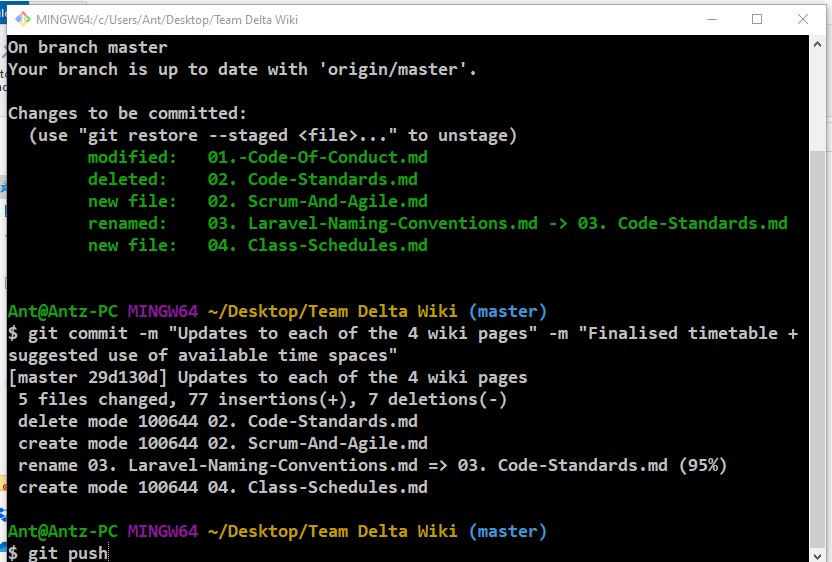 MINGW64:/c/Users/Ant/Desktop/Team Delta Wiki
On branch master
Your branch is up to date with 'origin/master'.
Changes to be committed:
  (use "git restore --staged <file>..." to unstage)
        modified:   01.-Code-Of-Conduct.md
        deleted:    02. Code-Standards.md
        new file:   02. Scrum-And-Agile.md
        renamed:    03. Laravel-Naming-Conventions.md -> 03. Code-Standards.md
        new file:   04. Class-Schedules.md
Ant@Antz-PC MINGW64 ~/Desktop/Team Delta Wiki (master)
$ git commit -m "Updates to each of the 4 wiki pages" -m "Finalised timetable +
suggested use of available time spaces"
[master 29d130d] Updates to each of the 4 wiki pages
 5 files changed, 77 insertions(+), 7 deletions(-)
 delete mode 100644 02. Code-Standards.md
 create mode 100644 02. Scrum-And-Agile.md
 rename 03. Laravel-Naming-Conventions.md => 03. Code-Standards.md (95%)
 create mode 100644 04. Class-Schedules.md
Ant@Antz-PC MINGW64 ~/Desktop/Team Delta Wiki (master)
$ git push